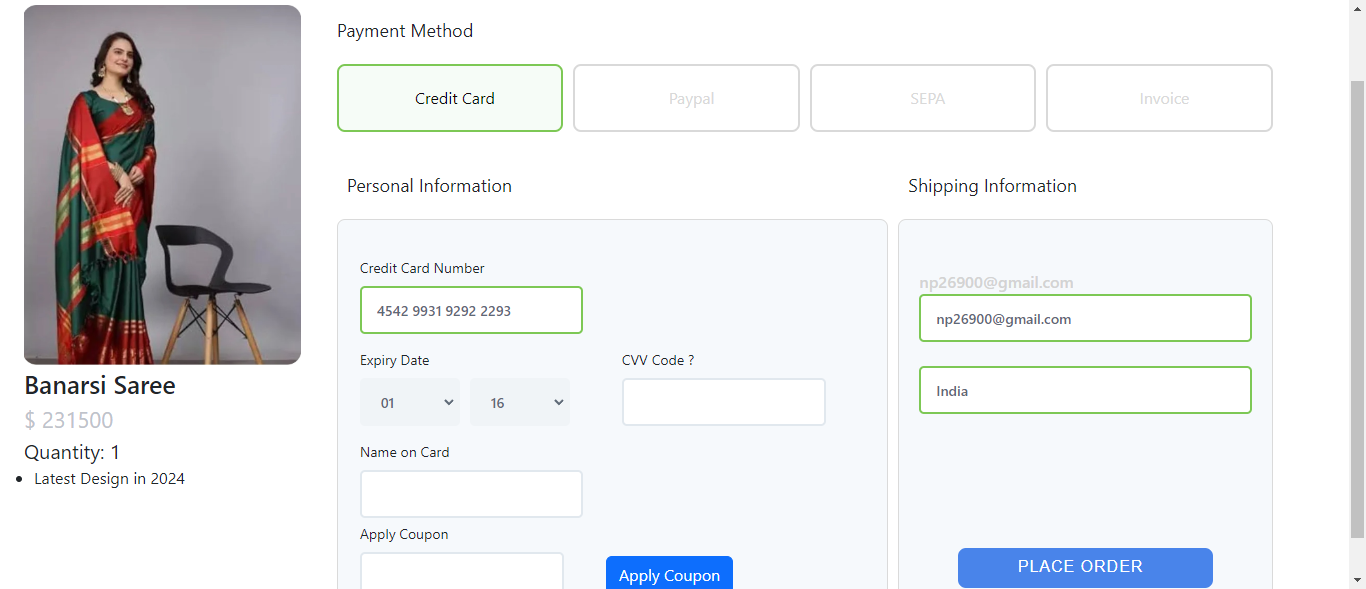 Payment Method
Credit Card
Paypal
SEPA
Invoice
Personal Information
Shipping Information
Credit Card Number
4542 9931 9292 2293
Expiry Date
CVV Code ?
01
16
Name on Card
Apply Coupon
Apply Coupon
np26900@gmail.com
np26900@gmail.com
India
PLACE ORDER
Banarsi Saree
$ 231500
Quantity: 1
Latest Design in 2024